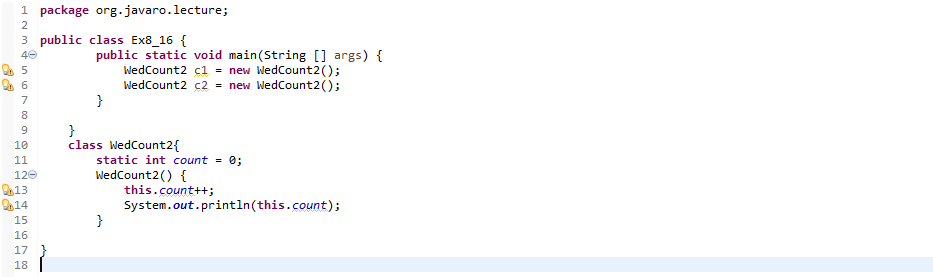 1 package org.javaro.lecture;
2
3 public class Ex8_16 {
4 public static void main(String [] args) {
5 WedCount2 c1 = new WedCount2();
6 WedCount2 c2 = new WedCount2();
7 }
8
9 }
10 class WedCount2{
11 static int count = 0;
12 WedCount2() {
13 this.count++;
14 System.out.println(this.count);
15 }
16
17 }
18